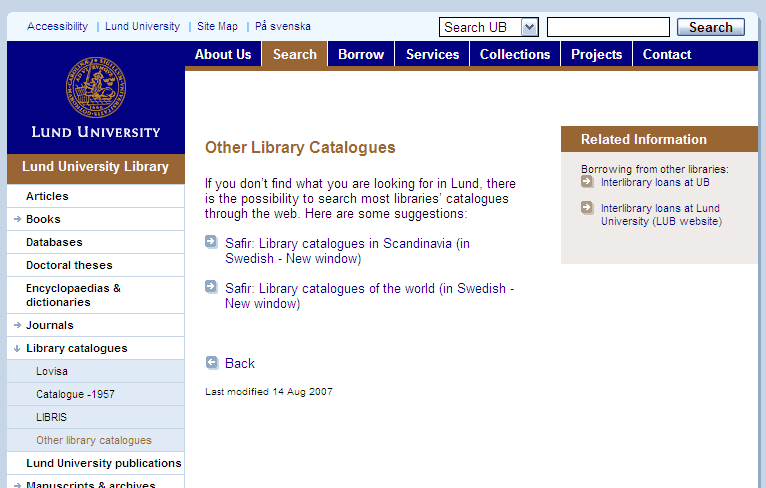 Accessibility | Lund University | Site Map | På svenska
Search UB
Search
About Us Search Borrow Services Collections Projects Contact
LUND UNIVERSITY
Lund University Library
Articles
Books
Databases
Doctoral theses
Encyclopaedias &
dictionaries
Journals
Library catalogues
Lovisa
Catalogue -1957
LIBRIS
Other library catalogues
Lund University publications
Manuscripts & archives
Other Library Catalogues
If you don't find what you are looking for in Lund, there
is the possibility to search most libraries' catalogues
through the web. Here are some suggestions:
Safir: Library catalogues in Scandinavia (in
Swedish - New window)
Safir: Library catalogues of the world (in Swedish -
New window)
Back
Last modified 14 Aug 2007
Related Information
Borrowing from other libraries:
Interlibrary loans at UB
Interlibrary loans at Lund
University (LUB website)